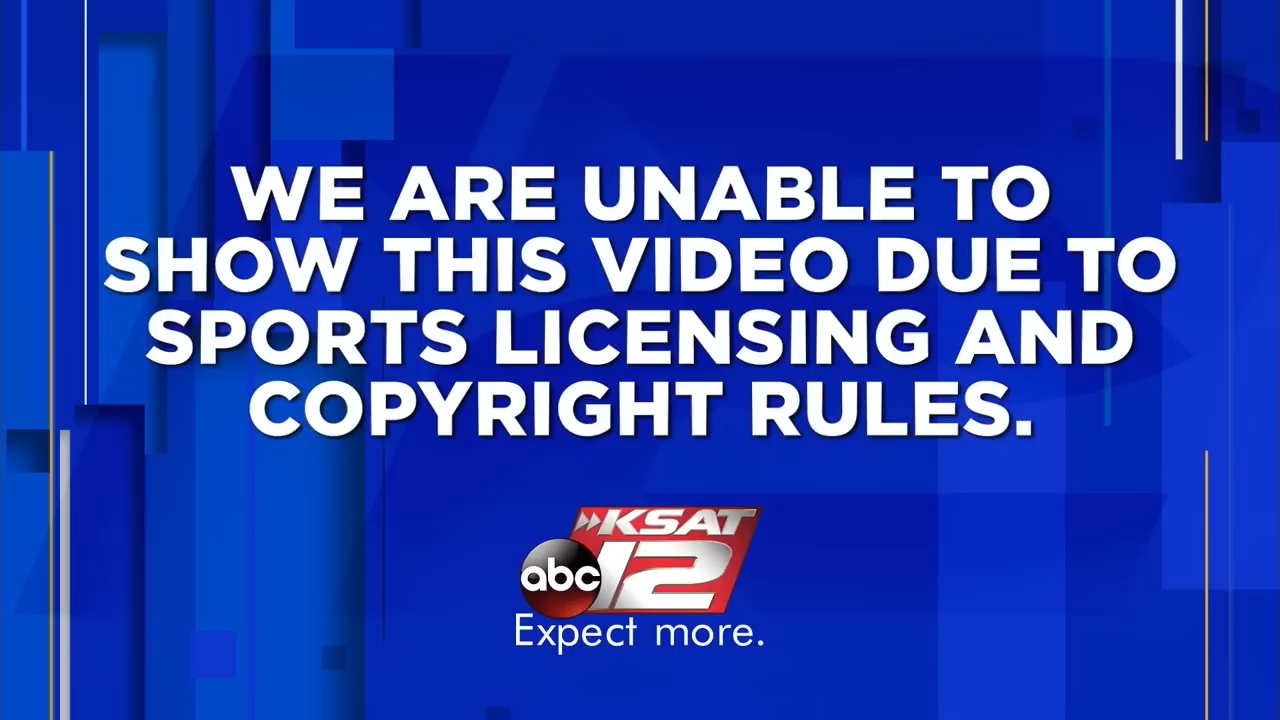 WE ARE UNABLE TO
SHOW THIS VIDEO DUE TO
SPORTS LICENSING AND
COPYRIGHT RULES.
KSAT
abc 12
Expect more.